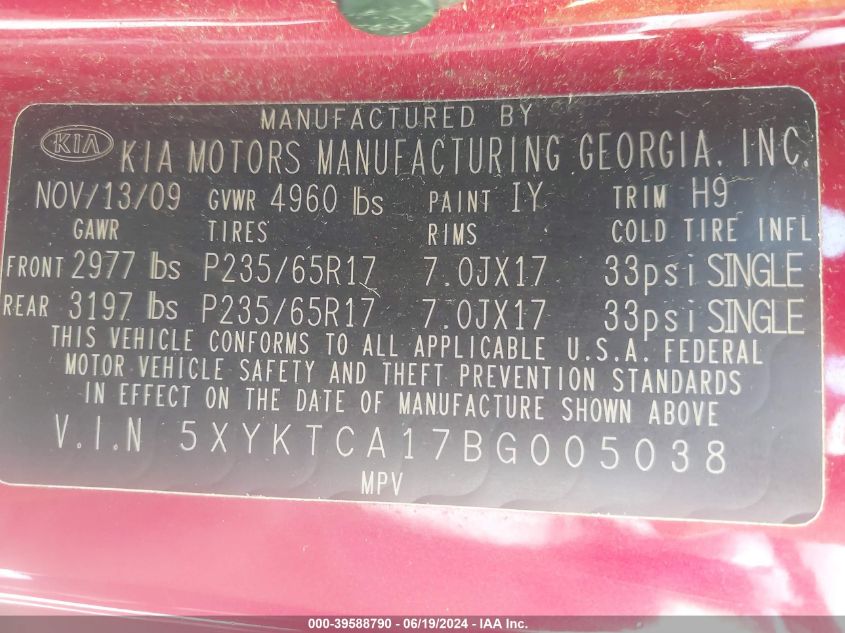 MANUFACTURED BY
KIA KIA MOTORS MANUFACTURING GEORGIA, INC.
NOV/13/09 GVWR 4960 lbs PAINT IY TRIM H9
GAWR TIRES RIMS COLD TIRE INFL
FRONT 2977 lbs P235/65R17 7.0JX17 33psi SINGLE
REAR 3197 lbs P235/65R17 7.0JX17 33psi SINGLE
THIS VEHICLE CONFORMS TO ALL APPLICABLE U.S.A. FEDERAL
MOTOR VEHICLE SAFETY AND THEFT PREVENTION STANDARDS
IN EFFECT ON THE DATE OF MANUFACTURE SHOWN ABOVE
V.I.N 5XYKTCA17BG005038
MPV
000-39588790 - 06/19/2024 - IAA Inc.